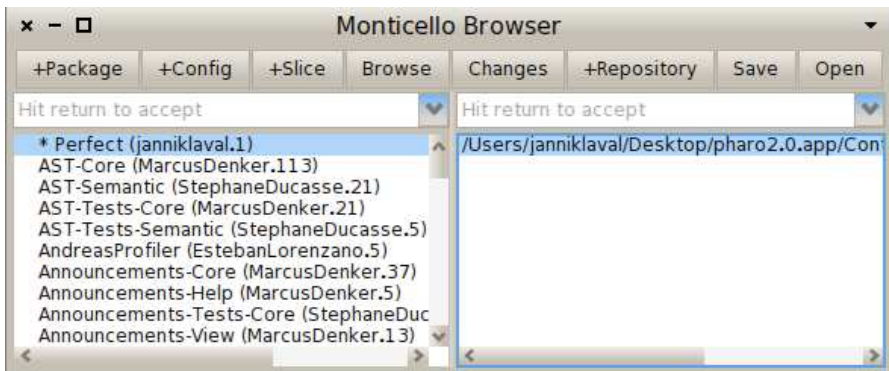 Monticello Browser
+Package +Config +Slice Browse Changes +Repository Save Open
Hit return to accept Hit return to accept
* Perfect (janniklaval.1)
AST-Core (MarcusDenker.113)
AST-Semantic (StephaneDucasse.21)
AST-Tests-Core (MarcusDenker.21)
AST-Tests-Semantic (StephaneDucasse.5)
AndreasProfiler (EstebanLorenzano.5)
Announcements-Core (MarcusDenker.37)
Announcements-Help (MarcusDenker.5)
Announcements-Tests-Core (StephaneDuc
Announcements-View (MarcusDenker.13)
/Users/janniklaval/Desktop/pharo2.0.app/Con